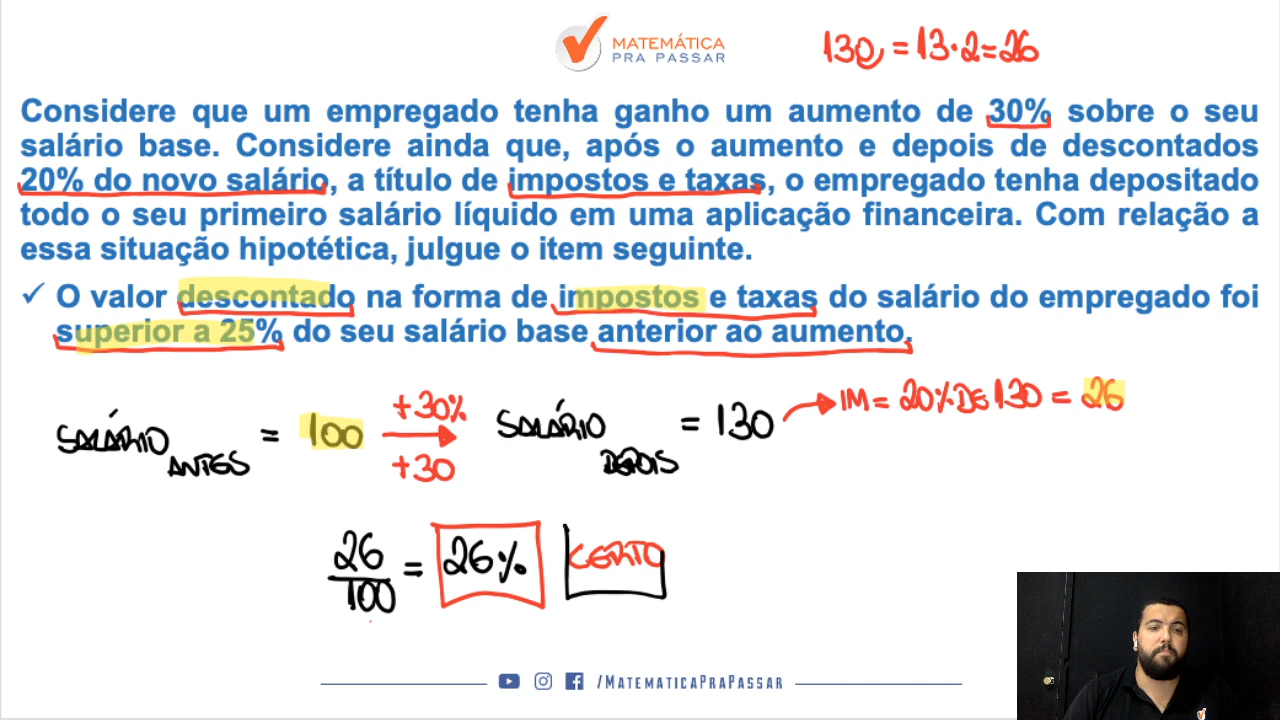 MATEMÁTICA
PRA PASSAR
130 = 13·2=26
Considere que um empregado tenha ganho um aumento de 30% sobre o seu
salário base. Considere ainda que, após o aumento e depois de descontados
20% do novo salário, a título de impostos e taxas, o empregado tenha depositado
todo o seu primeiro salário líquido em uma aplicação financeira. Com relação a
essa situação hipotética, julgue o item seguinte.
✓ O valor descontado na forma de impostos e taxas do salário do empregado foi
superior a 25% do seu salário base anterior ao aumento.
SALÁRIO ANTES = 100 +30% +30 SALÁRIO DEPOIS = 130 IM = 20% DE 130 = 26
26/100 = 26% CERTO
/MATEMATICAPRAPASSAR